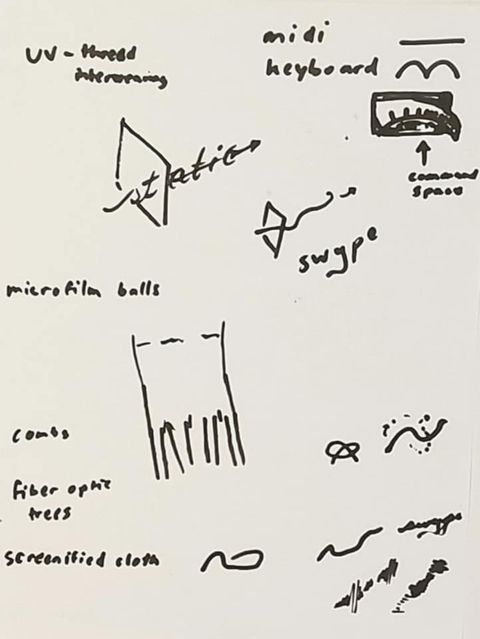 midi
UV-thread
interweaving
keyboard
static
command
space
swype
microfilm balls
combs
fiber optic
trees
swype
screenified cloth